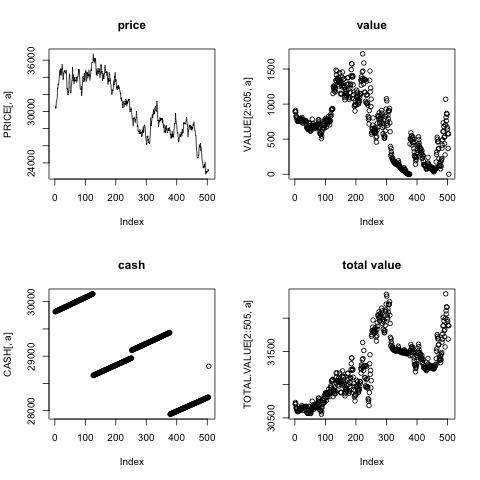 price
PRICE[, a]
36000
30000
24000
0 100 200 300 400 500
Index
value
VALUE[2:505, a]
1500
1000
500
0
0 100 200 300 400 500
Index
cash
CASH[, a]
30000
29000
28000
0 100 200 300 400 500
Index
total value
TOTAL.VALUE[2:505, a]
31500
30500
0 100 200 300 400 500
Index